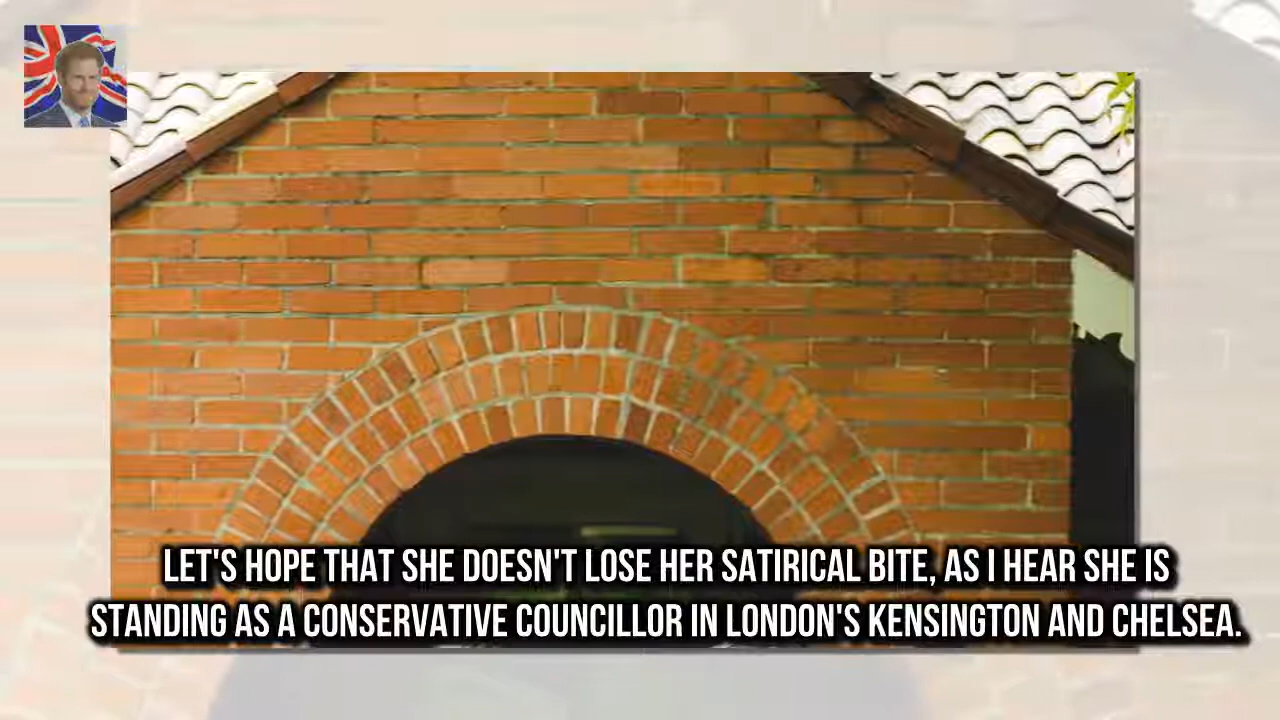 LET'S HOPE THAT SHE DOESN'T LOSE HER SATIRICAL BITE, AS I HEAR SHE IS
STANDING AS A CONSERVATIVE COUNCILLOR IN LONDON'S KENSINGTON AND CHELSEA.